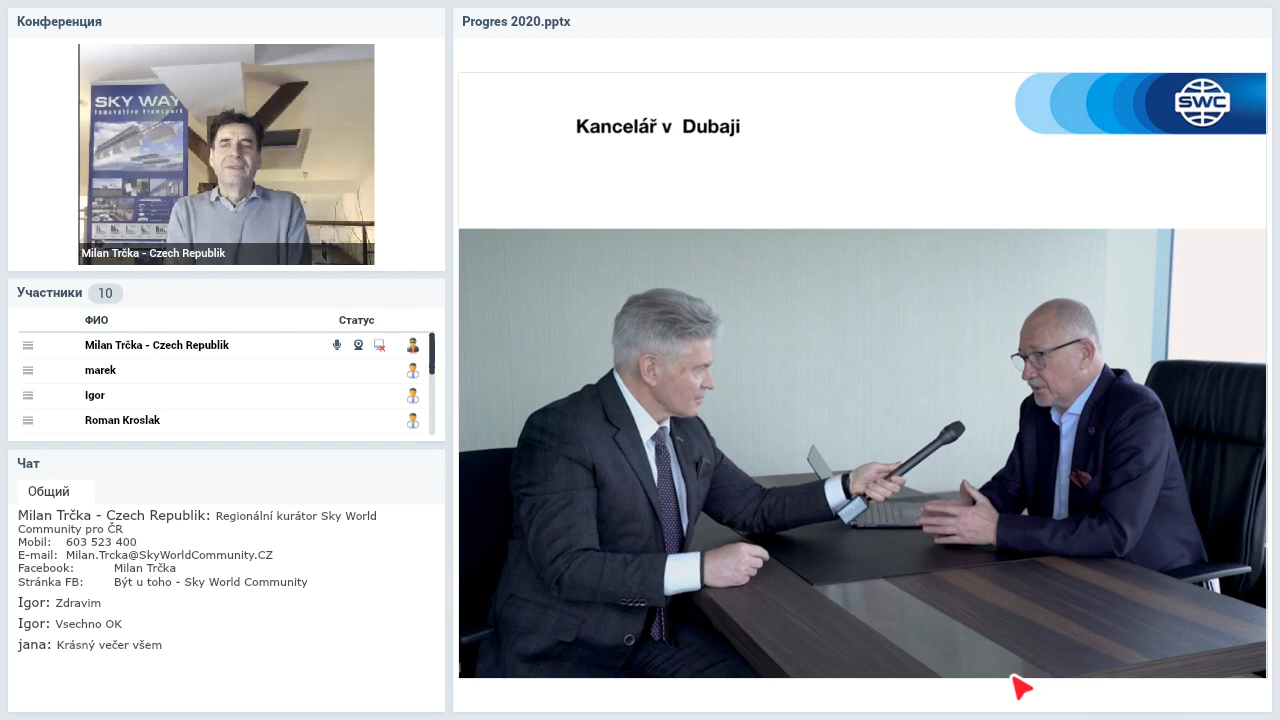 Конференция
SKY WAY
Innovative transport
Milan Trčka - Czech Republik
Участники 10
ФИО Статус
Milan Trčka - Czech Republik
marek
Igor
Roman Kroslak
Чат
Общий
Milan Trčka - Czech Republik: Regionální kurátor Sky World
Community pro ČR
Mobil: 603 523 400
E-mail: Milan.Trcka@SkyWorldCommunity.CZ
Facebook: Milan Trčka
Stránka FB: Být u toho - Sky World Community
Igor: Zdravim
Igor: Vsechno OK
jana: Krásný večer všem
Progres 2020.pptx
Kancelář v Dubaji
SWC